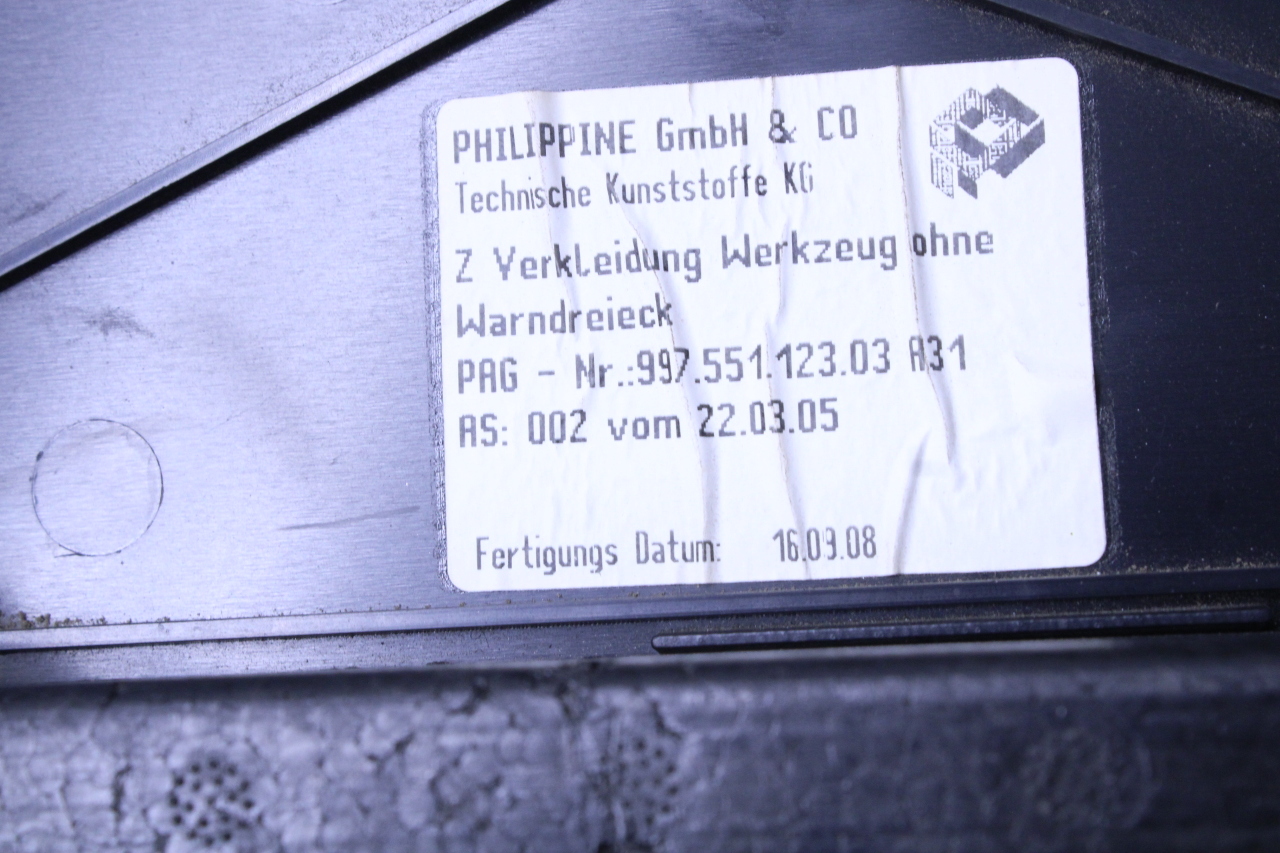 PHILIPPINE GmbH & CO
Technische Kunststoffe KG
Z Verkleidung Werkzeug ohne
Warndreieck
PAG - Nr.:997.551.123.03 A31
AS: 002 vom 22.03.05
Fertigungs Datum: 16.09.08